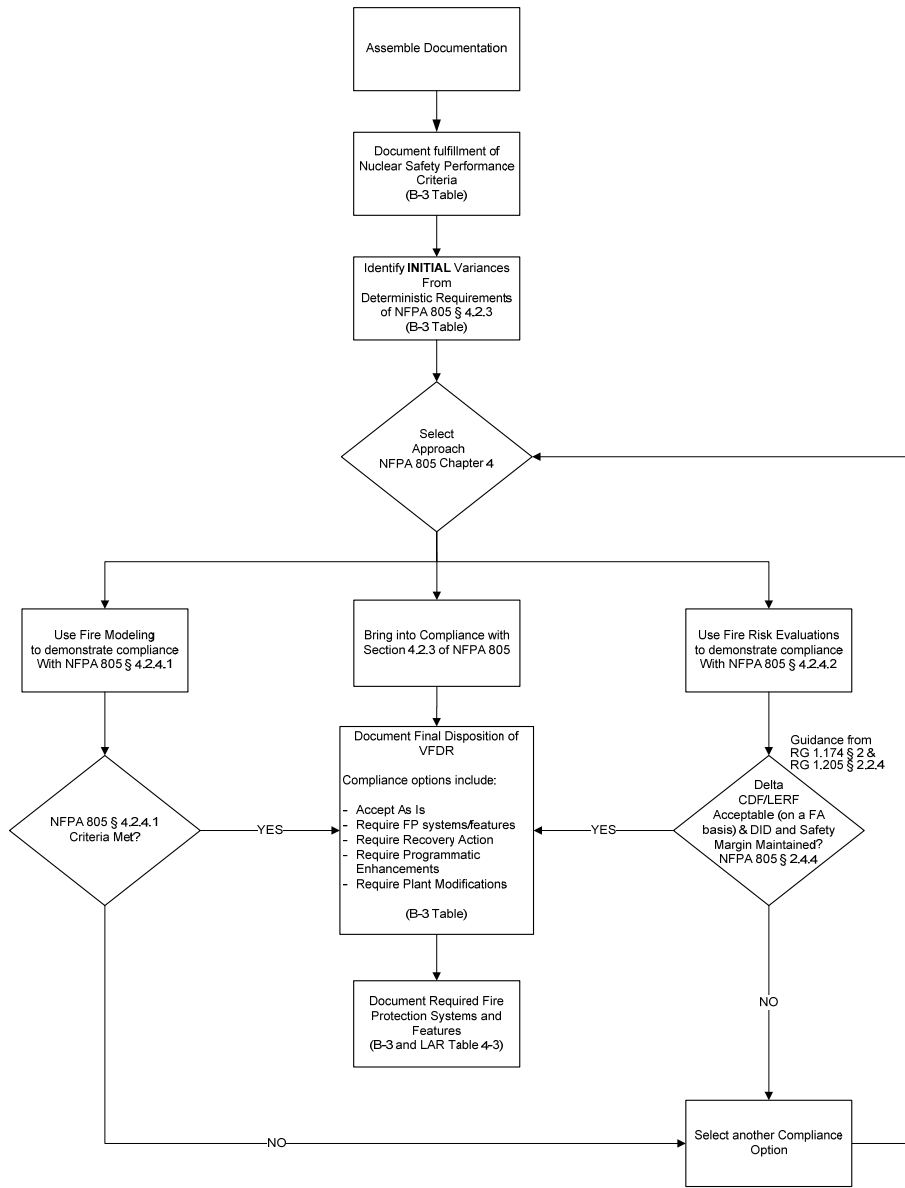 Assemble Documentation
Document fulfillment of
Nuclear Safety Performance
Criteria
(B-3 Table)
Identify INITIAL Variances
From
Deterministic Requirements
of NFPA 805 § 4.2.3
(B-3 Table)
Select
Approach
NFPA 805 Chapter 4
Use Fire Modeling
to demonstrate compliance
With NFPA 805 § 4.2.4.1
Bring into Compliance with
Section 4.2.3 of NFPA 805
Use Fire Risk Evaluations
to demonstrate compliance
With NFPA 805 § 4.2.4.2
Guidance from
RG 1.174 § 2 &
RG 1.205 § 2.2.4
NFPA 805 § 4.2.4.1
Criteria Met?
YES
Document Final Disposition of
VFDR
Compliance options include:
- Accept As Is
- Require FP systems/features
- Require Recovery Action
- Require Programmatic
Enhancements
- Require Plant Modifications
(B-3 Table)
YES
Delta
CDF/LERF
Acceptable (on a FA
basis) & DID and Safety
Margin Maintained?
NFPA 805 § 2.4.4
Document Required Fire
Protection Systems and
Features
(B-3 and LAR Table 4-3)
NO
NO
Select another Compliance
Option